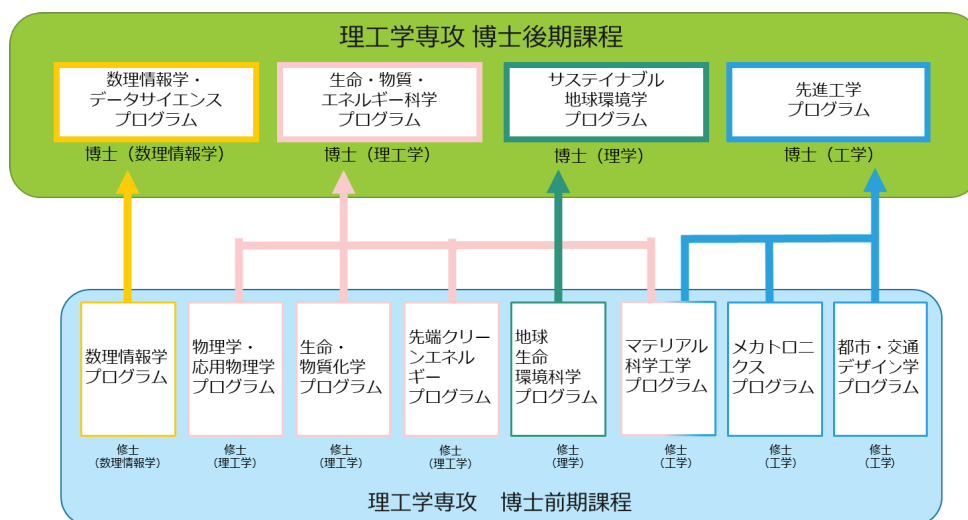 理工学専攻 博士後期課程
数理情報学・
データサイエンス
プログラム
博士（数理情報学）
生命・物質・
エネルギー科学
プログラム
博士（理工学）
サステイナブル
地球環境学
プログラム
博士（理学）
先進工学
プログラム
博士（工学）
数理情報学
プログラム
修士
（数理情報学）
物理学・
応用物理学
プログラム
修士
（理工学）
生命・
物質化学
プログラム
修士
（理工学）
先端クリー
ンエネル
ギー
プログラム
修士
（理工学）
地球
生命
環境科学
プログラム
修士
（理学）
マテリアル
科学工学
プログラム
修士
（工学）
メカトロニ
クス
プログラム
修士
（工学）
都市・交通
デザイン学
プログラム
修士
（工学）
理工学専攻　博士前期課程